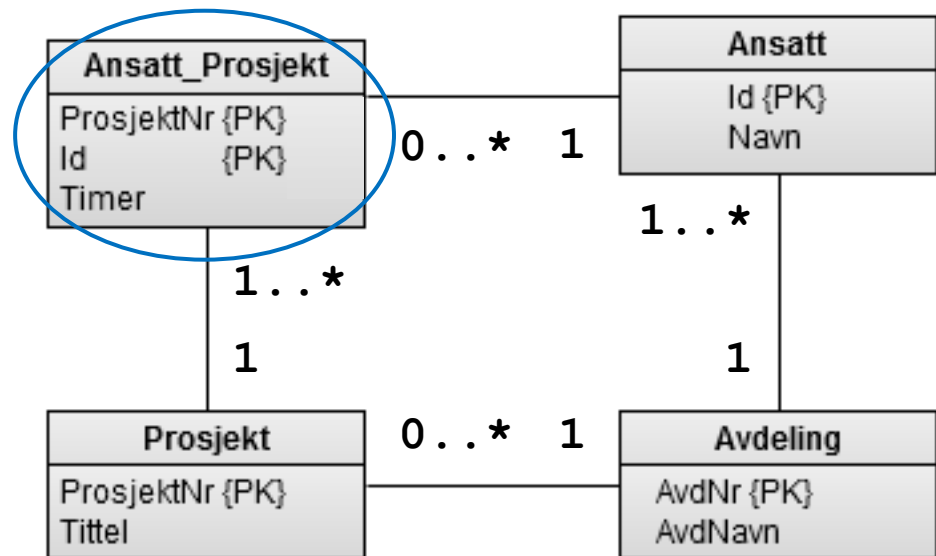 Ansatt_Prosjekt
ProsjektNr {PK}
Id {PK}
Timer
Ansatt
Id {PK}
Navn
0..* 1
1..*
1..*
1
1
Prosjekt
ProsjektNr {PK}
Tittel
0..* 1
Avdeling
AvdNr {PK}
AvdNavn